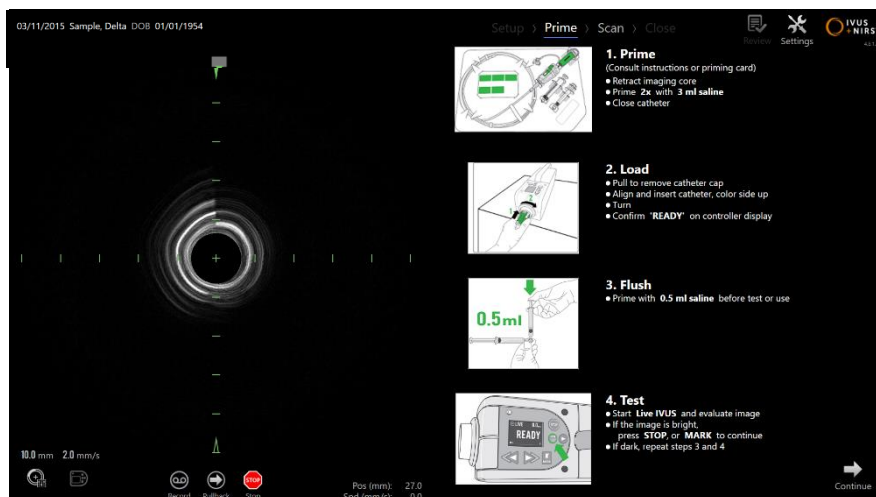 03/11/2015 Sample, Delta DOB 01/01/1954
Setup > Prime > Scan > Close
Review
Settings
IVUS
+NIRS
1. Prime
(Consult instructions or priming card)
• Retract imaging core
• Prime 2x with 3 ml saline
• Close catheter
2. Load
• Pull to remove catheter cap
• Align and insert catheter, color side up
• Turn
• Confirm 'READY' on controller display
3. Flush
• Prime with 0.5 ml saline before test or use
0.5ml
4. Test
• Start Live IVUS and evaluate image
• If the image is bright,
press STOP, or MARK to continue
• If dark, repeat steps 3 and 4
LIVE IVUS
READY
10.0 mm 2.0 mm/s
Record
Pullback
STOP
Stop
Pos (mm): 27.0
Spd (mm/s): 0.0
Continue